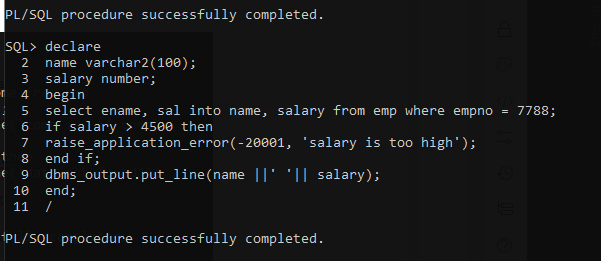 PL/SQL procedure successfully completed.
SQL> declare
2 name varchar2(100);
3 salary number;
4 begin
5 select ename, sal into name, salary from emp where empno = 7788;
6 if salary > 4500 then
7 raise_application_error(-20001, 'salary is too high');
8 end if;
9 dbms_output.put_line(name ||' '|| salary);
10 end;
11 /
PL/SQL procedure successfully completed.